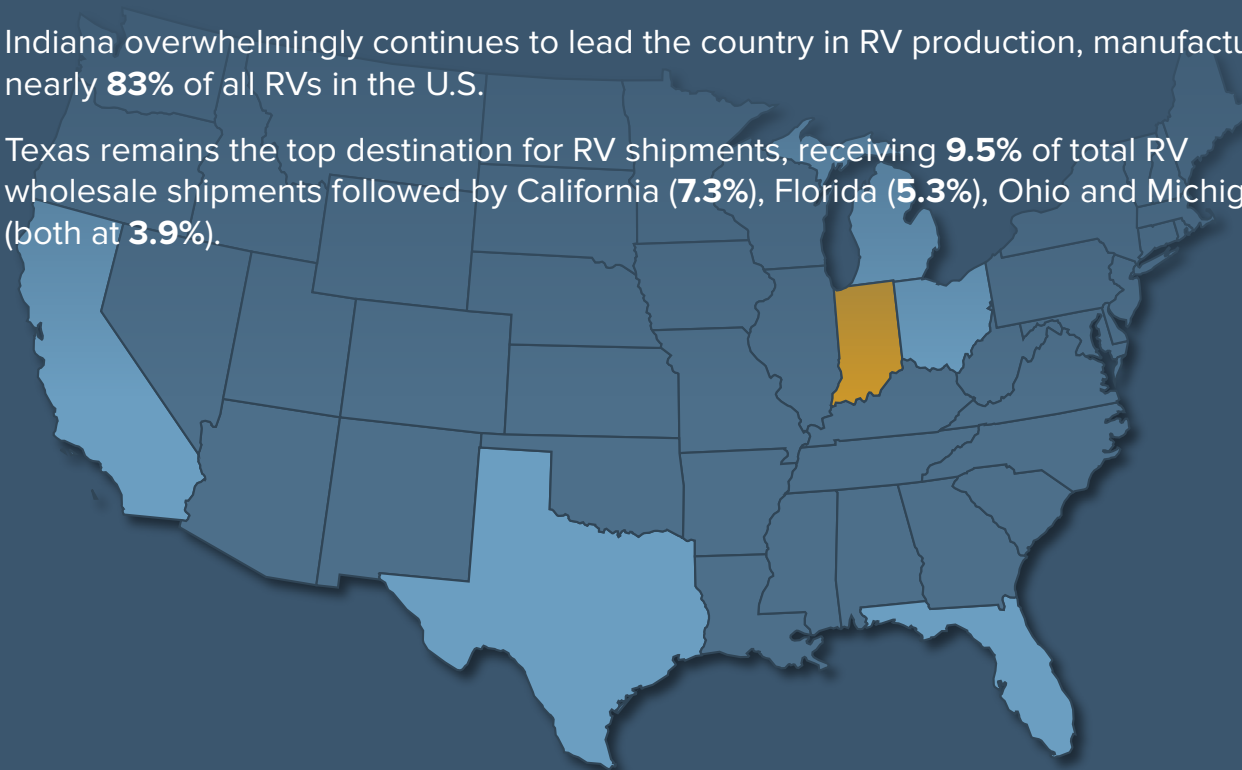 Indiana overwhelmingly continues to lead the country in RV production, manufactu
nearly 83% of all RVs in the U.S.
Texas remains the top destination for RV shipments, receiving 9.5% of total RV
wholesale shipments followed by California (7.3%), Florida (5.3%), Ohio and Michig
(both at 3.9%).